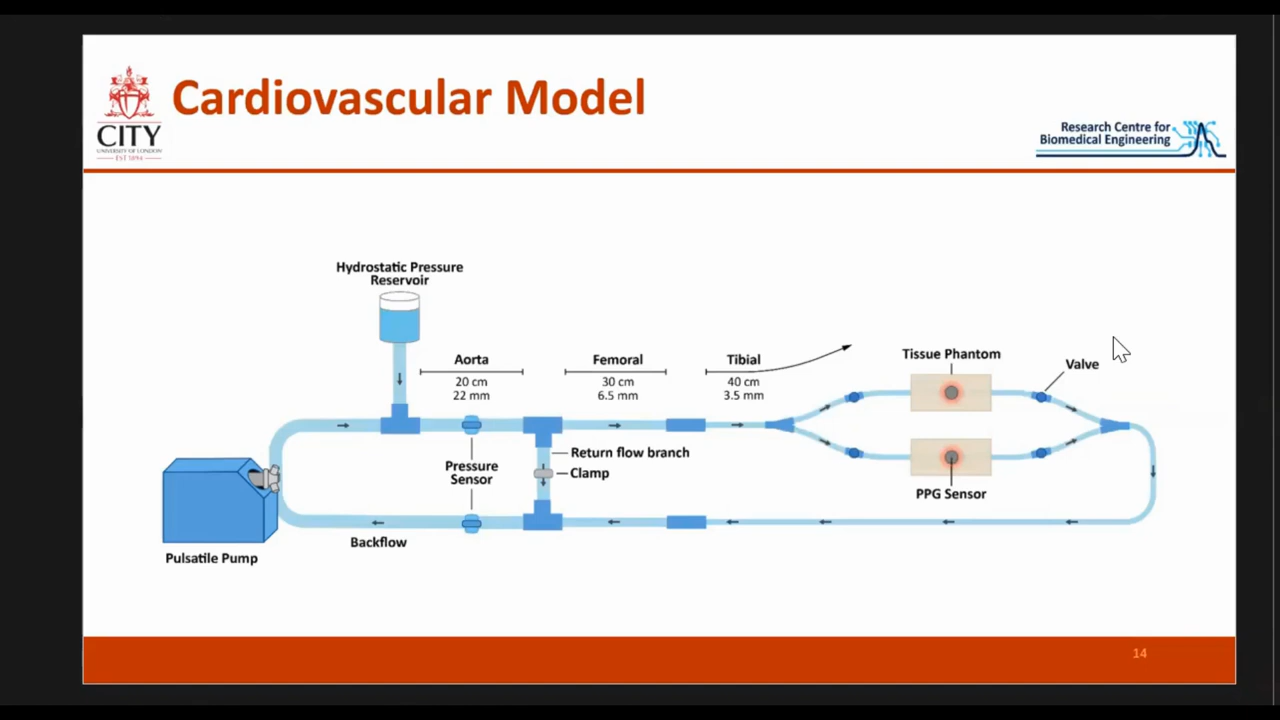 Cardiovascular Model
CITY
UNIVERSITY OF LONDON
EST 1894
Research Centre for
Biomedical Engineering
Hydrostatic Pressure
Reservoir
Aorta
20 cm
22 mm
Femoral
30 cm
6.5 mm
Tibial
40 cm
3.5 mm
Tissue Phantom
Valve
Pressure
Sensor
Return flow branch
Clamp
PPG Sensor
Backflow
Pulsatile Pump
14